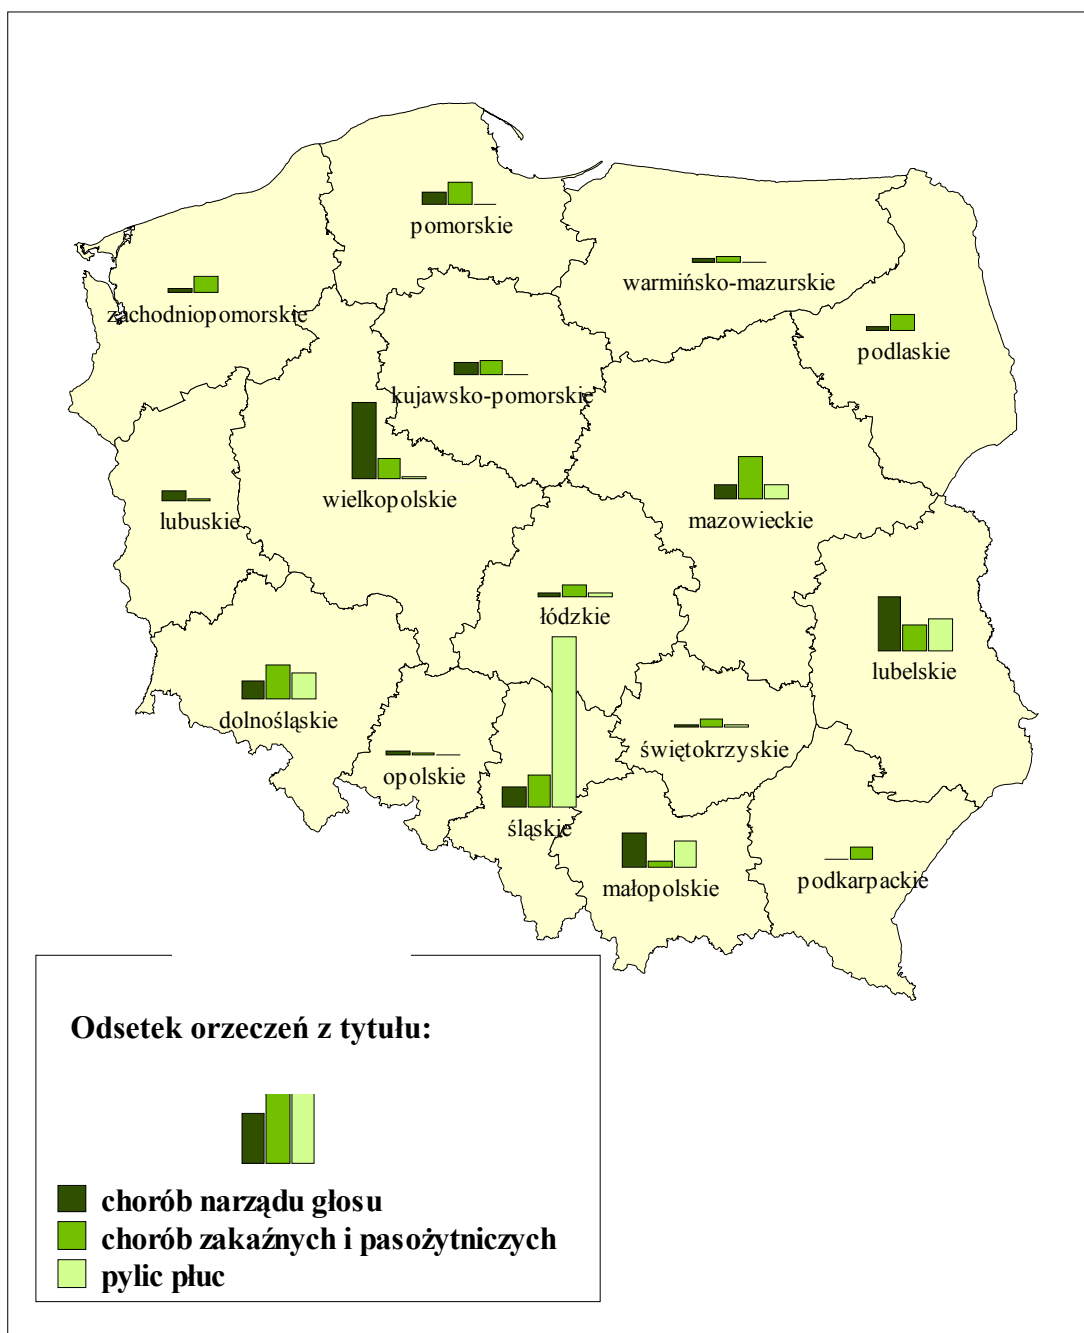 pomorskie
warmińsko-mazurskie
zachodniopomorskie
podlaskie
kujawsko-pomorskie
wielkopolskie
lubuskie
mazowieckie
łódzkie
lubelskie
dolnośląskie
świętokrzyskie
opolskie
śląskie
małopolskie
podkarpackie
Odsetek orzeczeń z tytułu:
chorób narządu głosu
chorób zakaźnych i pasożytniczych
pylic płuc